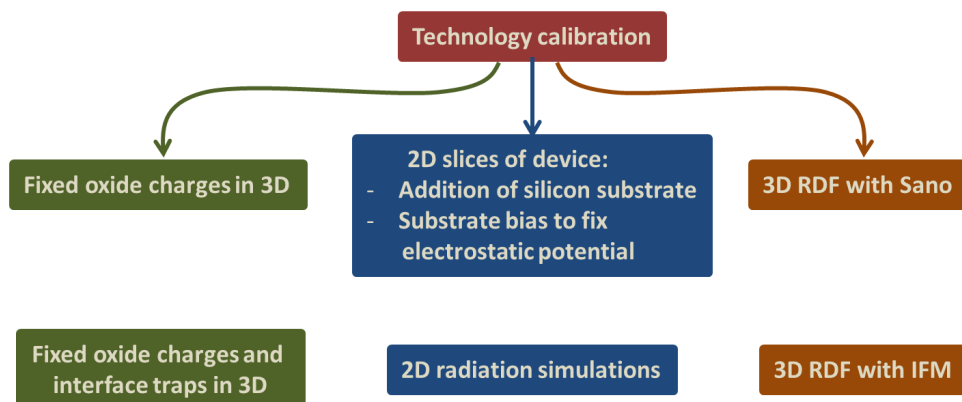 Technology calibration
Fixed oxide charges in 3D
2D slices of device:
- Addition of silicon substrate
- Substrate bias to fix
electrostatic potential
3D RDF with Sano
Fixed oxide charges and
interface traps in 3D
2D radiation simulations
3D RDF with IFM